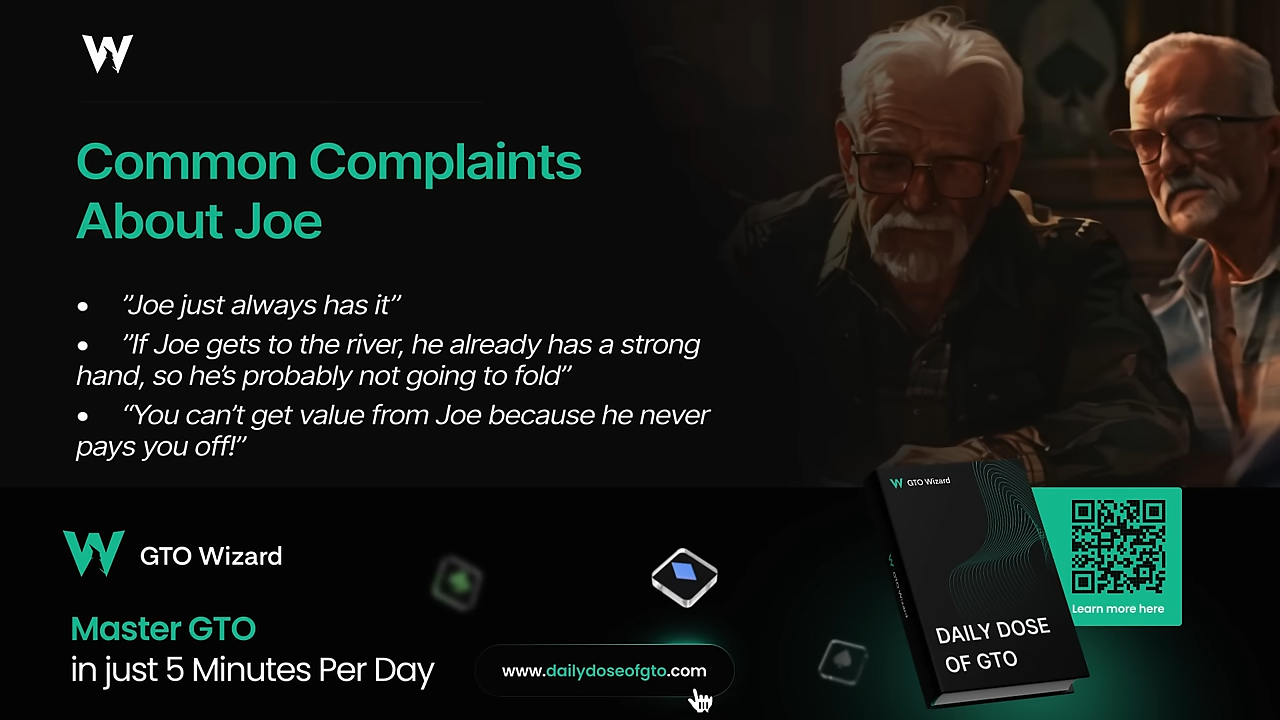 Common Complaints
About Joe
• ”Joe just always has it”
• ”If Joe gets to the river, he already has a strong
hand, so he’s probably not going to fold”
• “You can’t get value from Joe because he never
pays you off!”
GTO Wizard
Master GTO
in just 5 Minutes Per Day
www.dailydoseofgto.com
GTO Wizard
GTO Wizard
DAILY DOSE
OF GTO
Learn more here